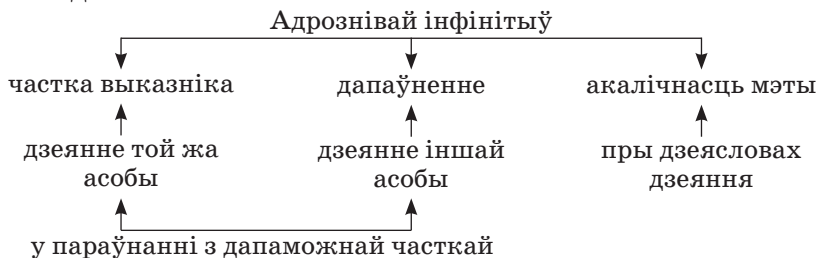 Адрознівай інфінітыў
частка выказніка дапаўненне акалічнасць мэты
дзеянне той жа дзеянне іншай пры дзеясловах
асобы асобы дзеяння
у параўнанні з дапаможнай часткай